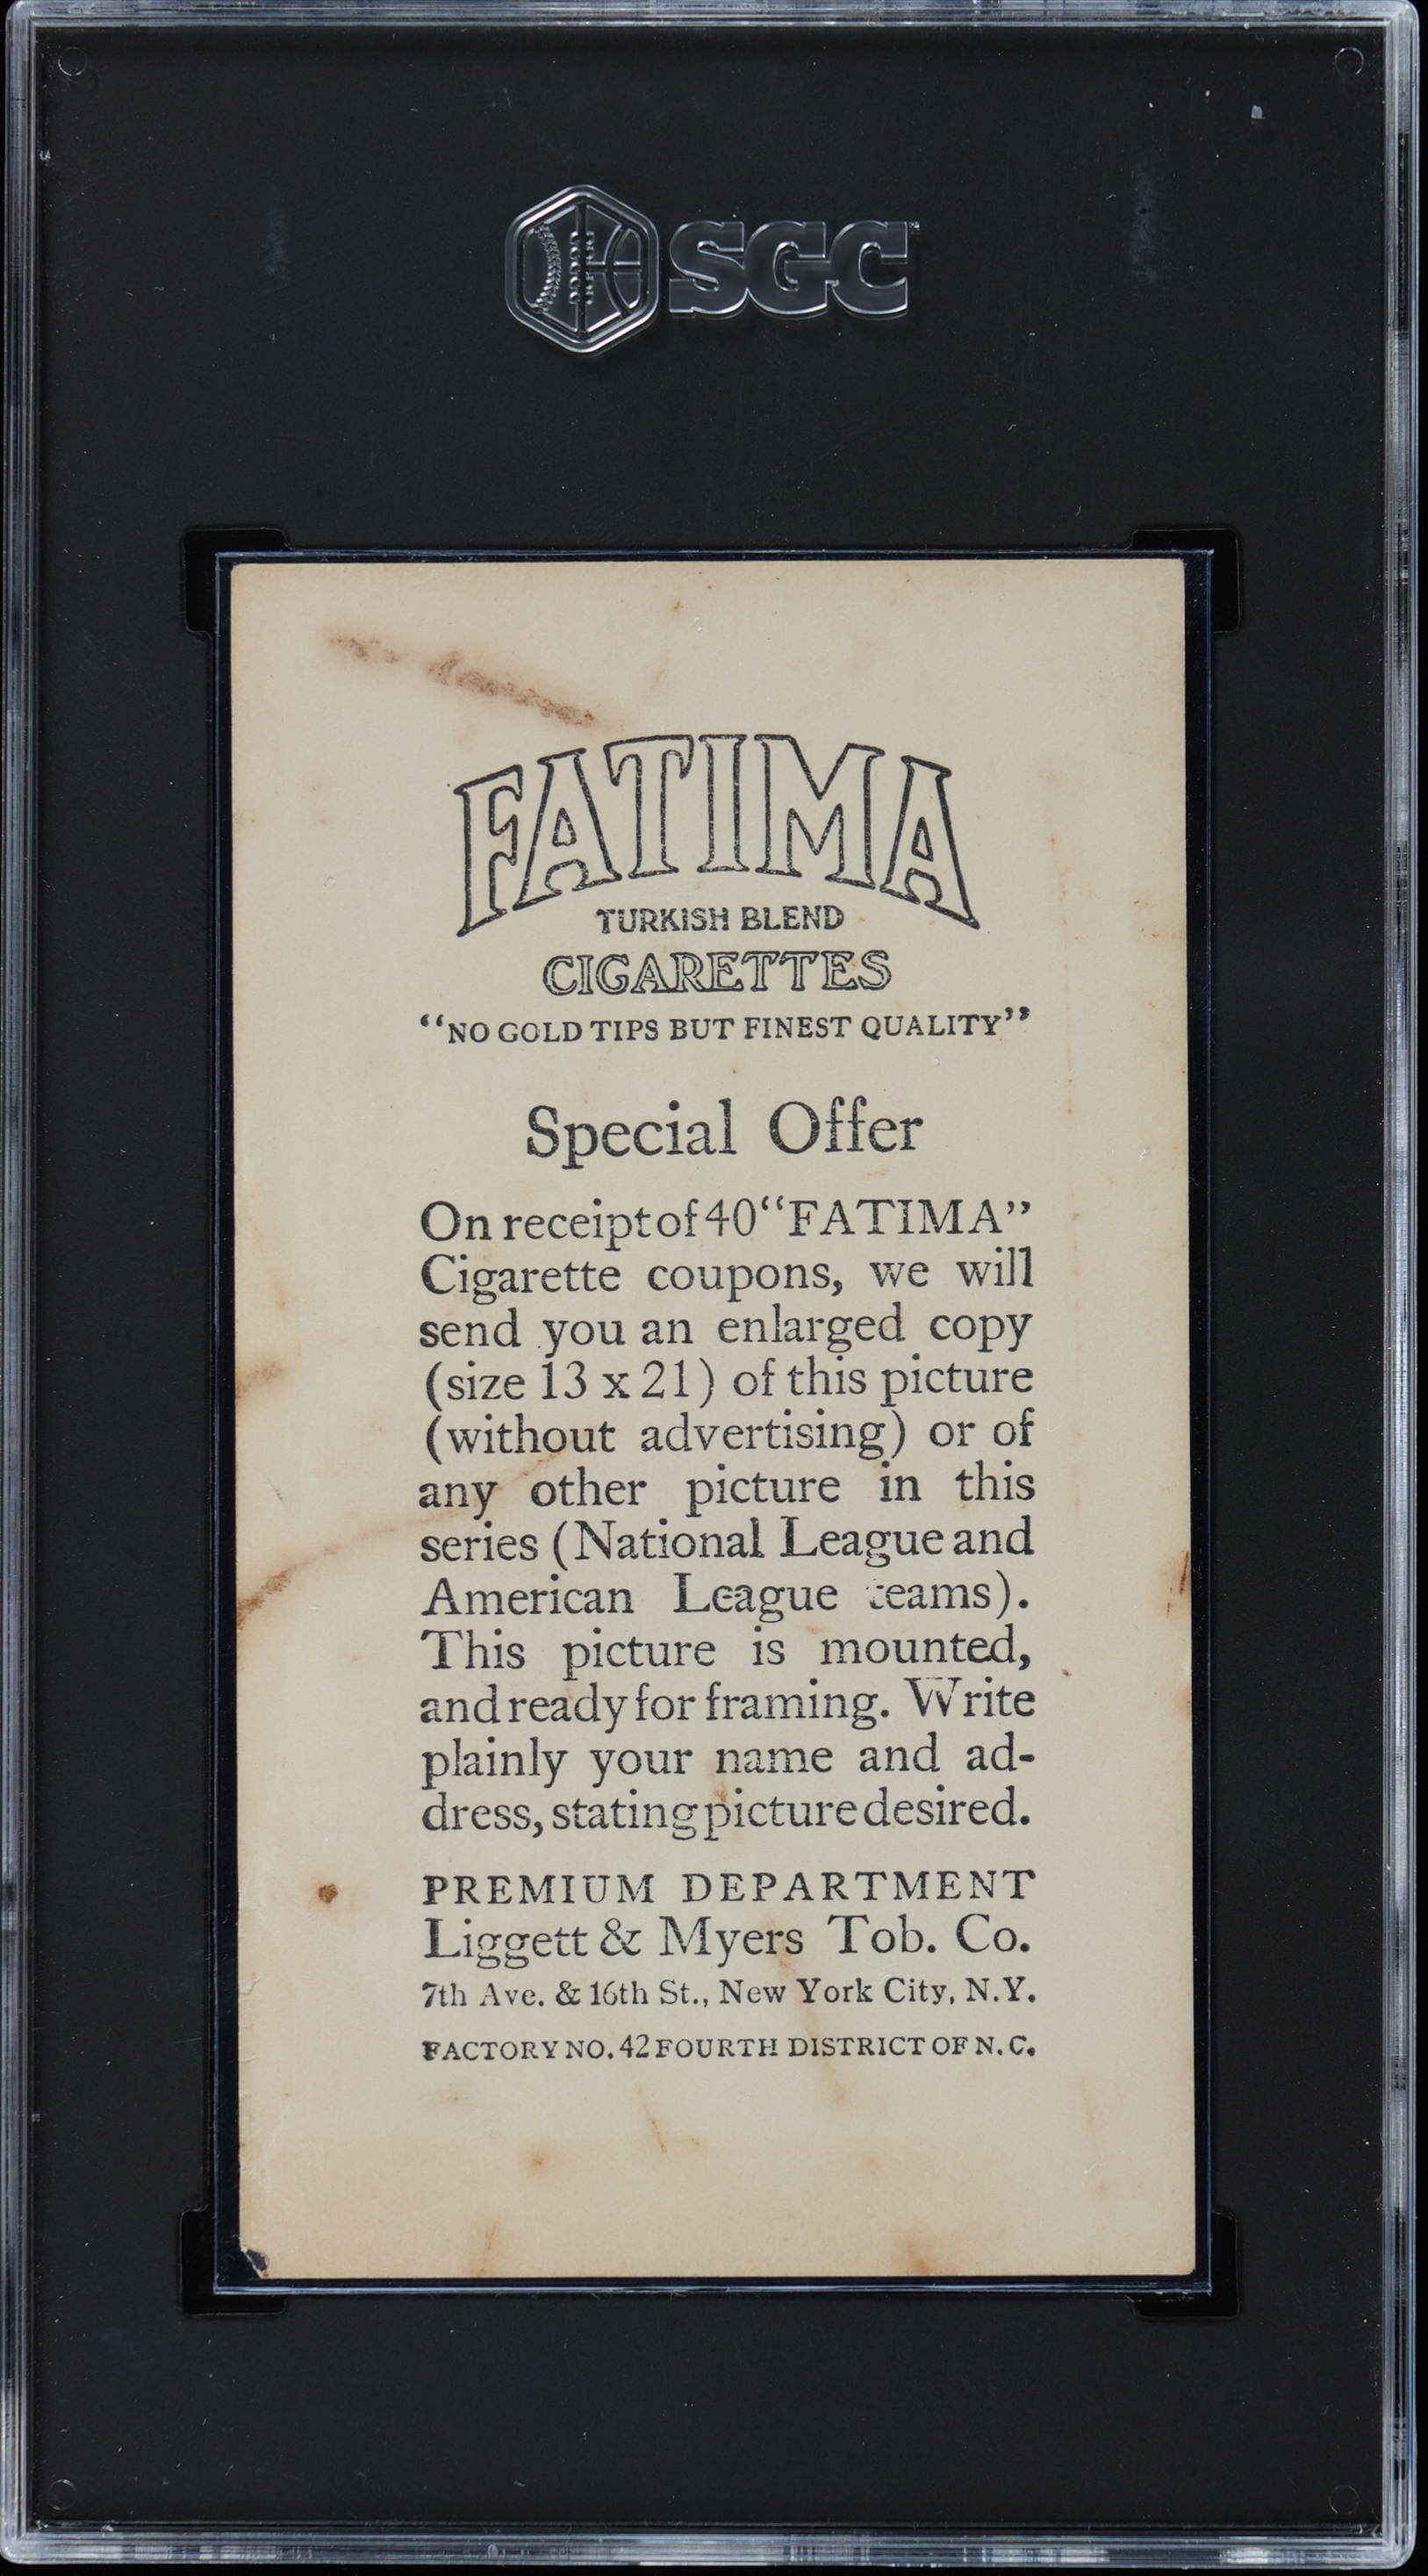 SGC
FATIMA
TURKISH BLEND
CIGARETTES
“NO GOLD TIPS BUT FINEST QUALITY”
Special Offer
On receipt of 40 “FATIMA”
Cigarette coupons, we will
send you an enlarged copy
(size 13 x 21) of this picture
(without advertising) or of
any other picture in this
series (National League and
American League teams).
This picture is mounted,
and ready for framing. Write
plainly your name and ad-
dress, stating picture desired.
PREMIUM DEPARTMENT
Liggett & Myers Tob. Co.
7th Ave. & 16th St., New York City, N.Y.
FACTORY NO. 42 FOURTH DISTRICT OF N. C.